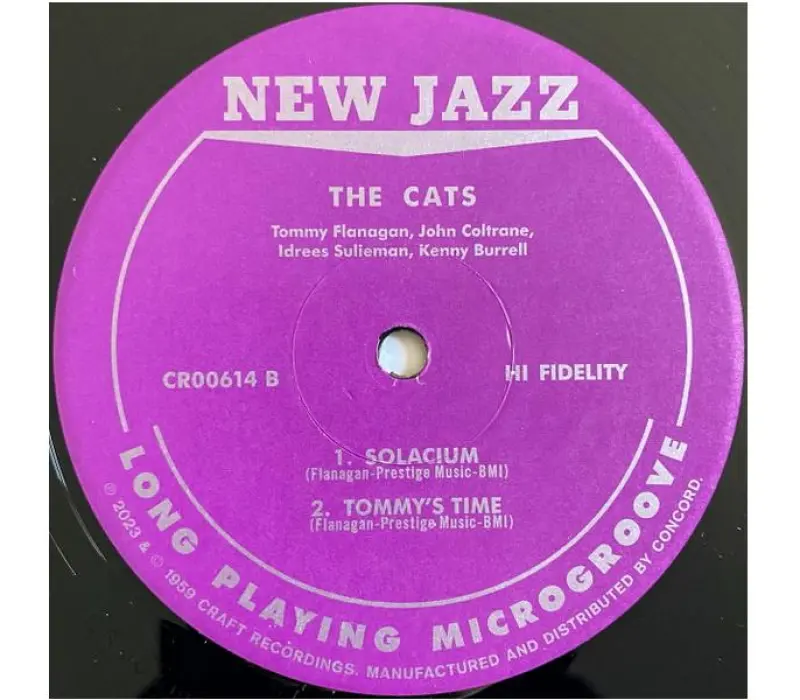 NEW JAZZ
THE CATS
Tommy Flanagan, John Coltrane,
Idrees Sulieman, Kenny Burrell
CR00614 B
HI FIDELITY
1. SOLACIUM
(Flanagan-Prestige Music-BMI)
2. TOMMY'S TIME
(Flanagan-Prestige Music-BMI)
LONG PLAYING MICROGROOVE
℗ 2023 & © 1959 CRAFT RECORDINGS. MANUFACTURED AND DISTRIBUTED BY CONCORD.